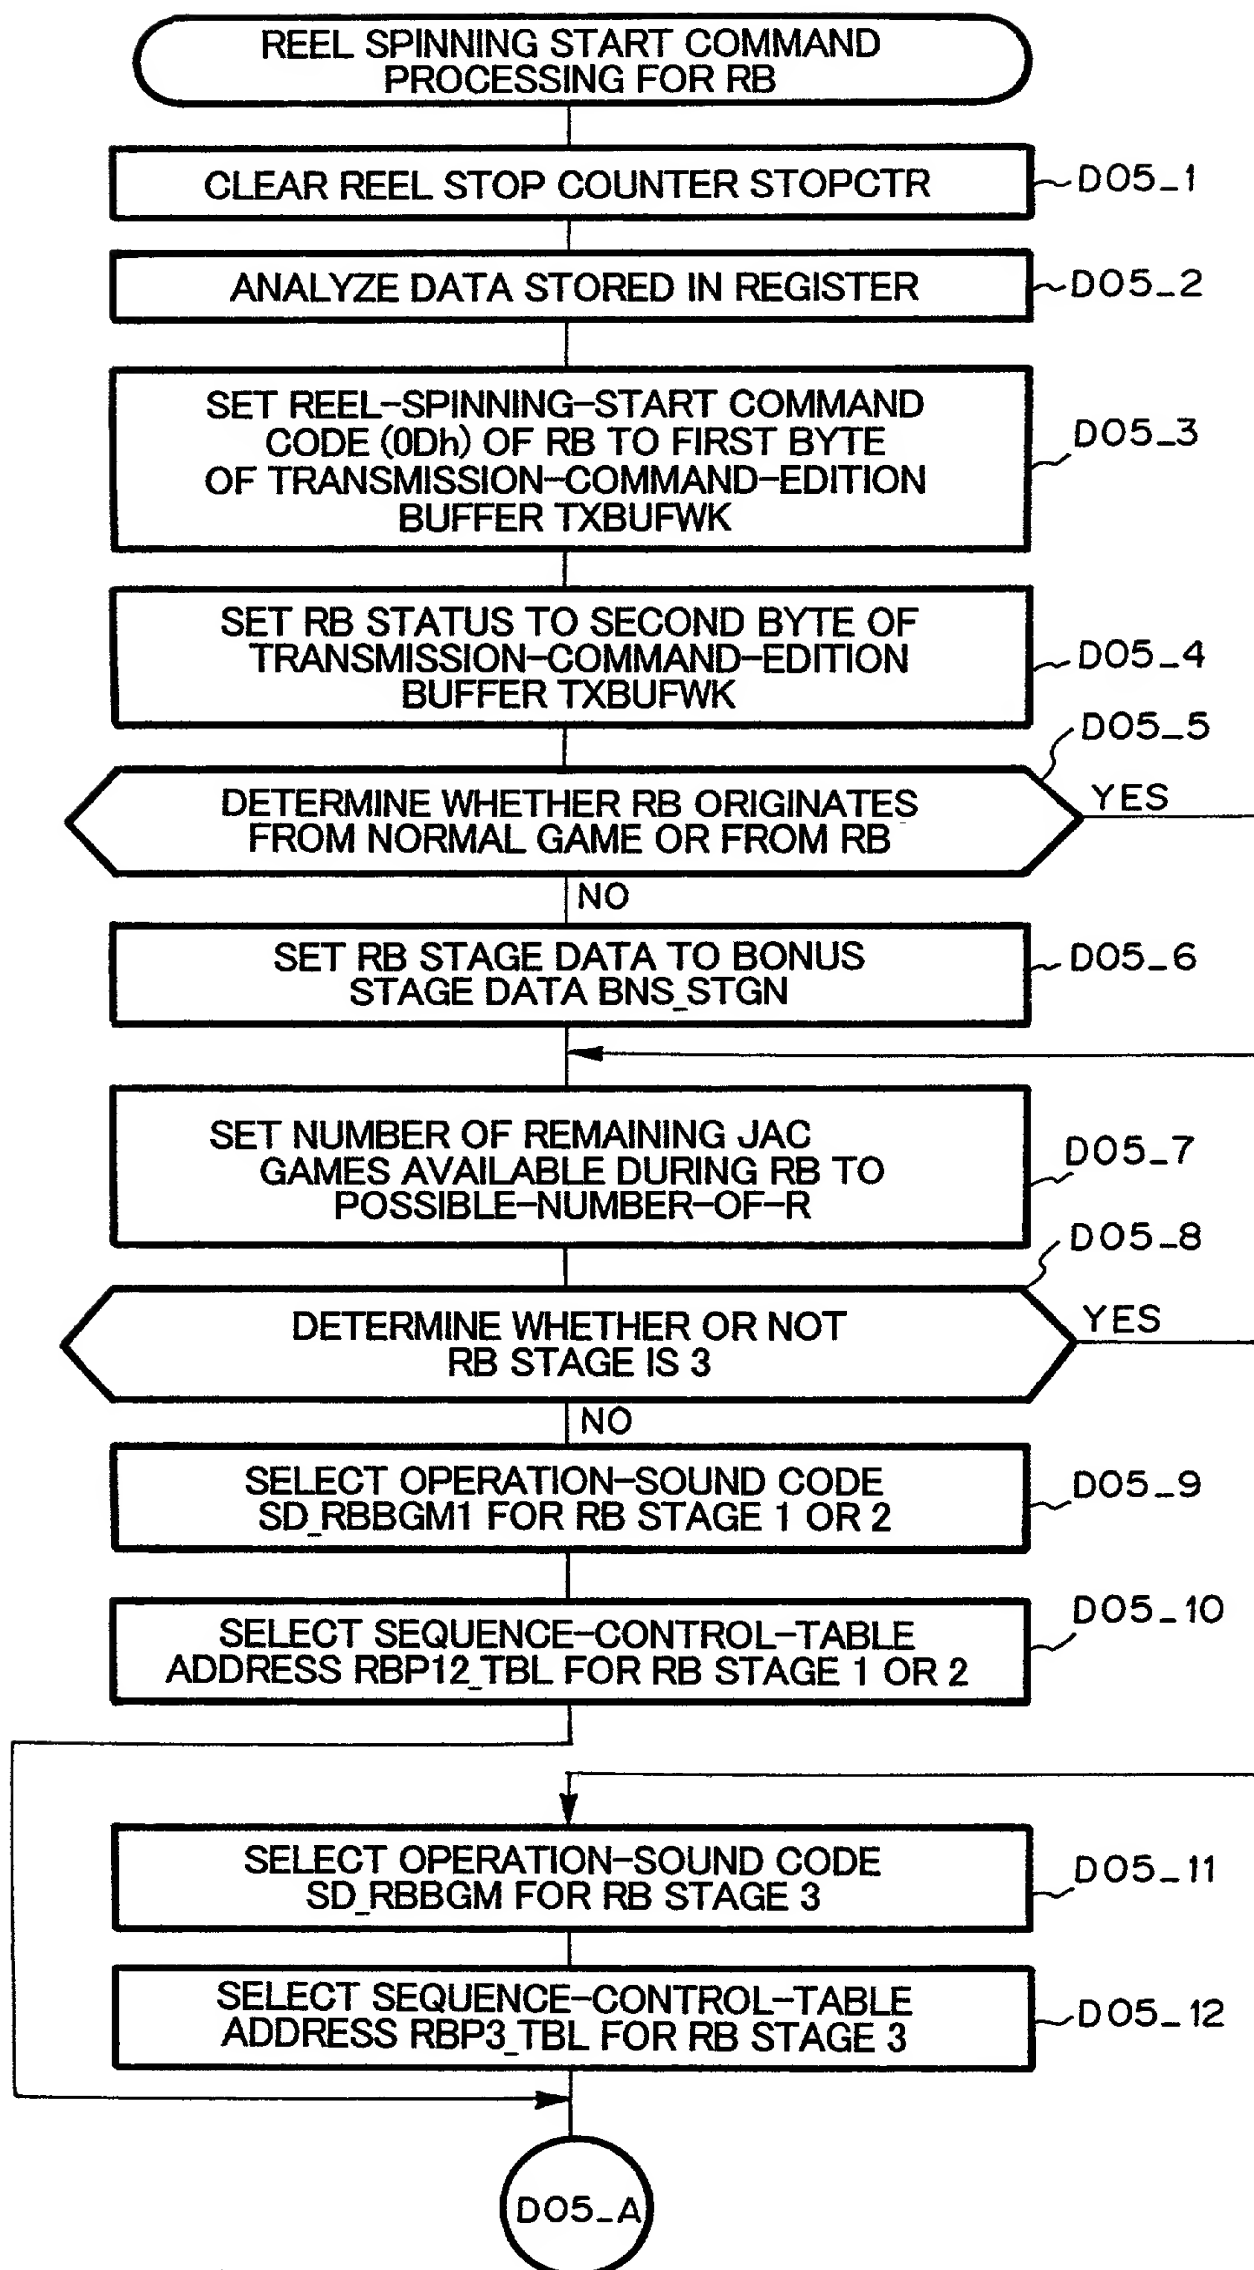 REEL SPINNING START COMMAND
PROCESSING FOR RB
CLEAR REEL STOP COUNTER STOPCTR
D05_1
ANALYZE DATA STORED IN REGISTER
D05_2
SET REEL-SPINNING-START COMMAND
CODE (0Dh) OF RB TO FIRST BYTE
OF TRANSMISSION-COMMAND-EDITION
BUFFER TXBUFWK
D05_3
SET RB STATUS TO SECOND BYTE OF
TRANSMISSION-COMMAND-EDITION
BUFFER TXBUFWK
D05_4
D05_5
DETERMINE WHETHER RB ORIGINATES
FROM NORMAL GAME OR FROM RB
YES
NO
SET RB STAGE DATA TO BONUS
STAGE DATA BNS_STGN
D05_6
SET NUMBER OF REMAINING JAC
GAMES AVAILABLE DURING RB TO
POSSIBLE-NUMBER-OF-R
D05_7
D05_8
DETERMINE WHETHER OR NOT
RB STAGE IS 3
YES
NO
SELECT OPERATION-SOUND CODE
SD_RBBGM1 FOR RB STAGE 1 OR 2
D05_9
SELECT SEQUENCE-CONTROL-TABLE
ADDRESS RBP12_TBL FOR RB STAGE 1 OR 2
D05_10
SELECT OPERATION-SOUND CODE
SD_RBBGM FOR RB STAGE 3
D05_11
SELECT SEQUENCE-CONTROL-TABLE
ADDRESS RBP3_TBL FOR RB STAGE 3
D05_12
D05_A